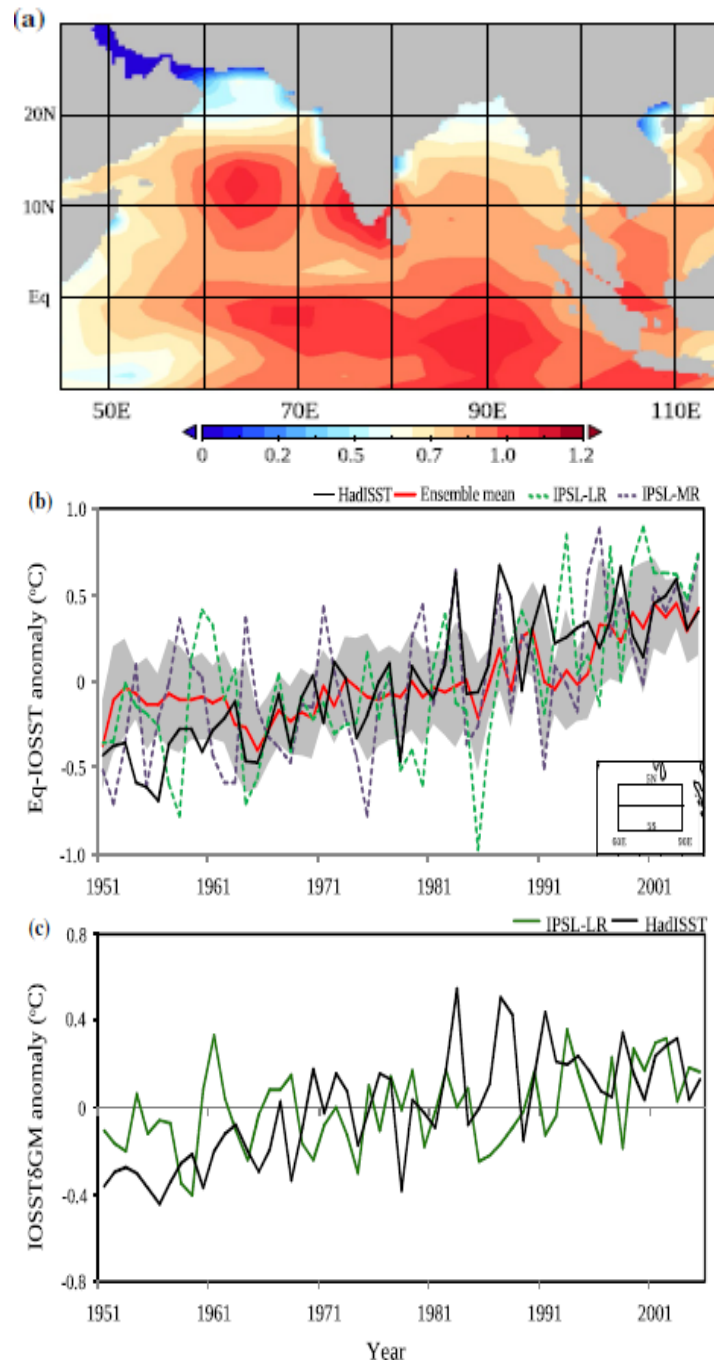 (a)
20N
10N
Eq
50E 70E 90E 110E
0 0.2 0.5 0.7 1.0 1.2
(b)
HadISST Ensemble mean IPSL-LR IPSL-MR
Eq-IOSST anomaly (°C)
1.0
0.5
0
-0.5
-1.0
5N
5S
60E 90E
1951 1961 1971 1981 1991 2001
(c)
IPSL-LR HadISST
IOSSTδGM anomaly (°C)
0.8
0.4
0
-0.4
-0.8
1951 1961 1971 1981 1991 2001
Year